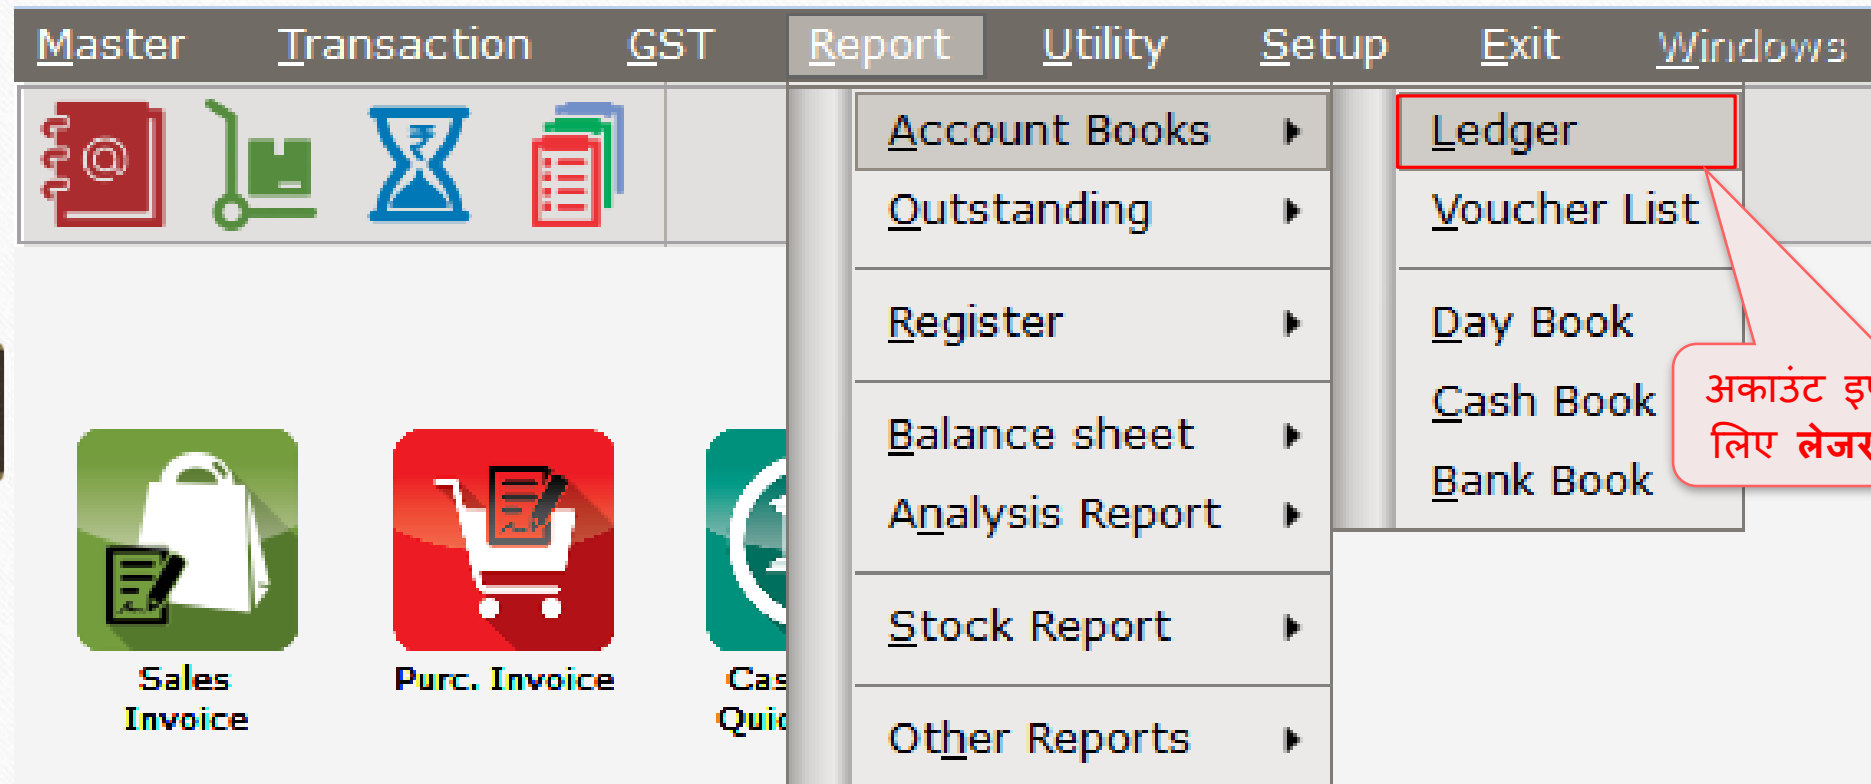 Master Transaction GST Report Utility Setup Exit Windows
Account Books
Outstanding
Register
Balance sheet
Analysis Report
Stock Report
Other Reports
Ledger
Voucher List
Day Book
Cash Book
Bank Book
अकाउंट
लिए लेजर
Sales
Invoice
Purc. Invoice